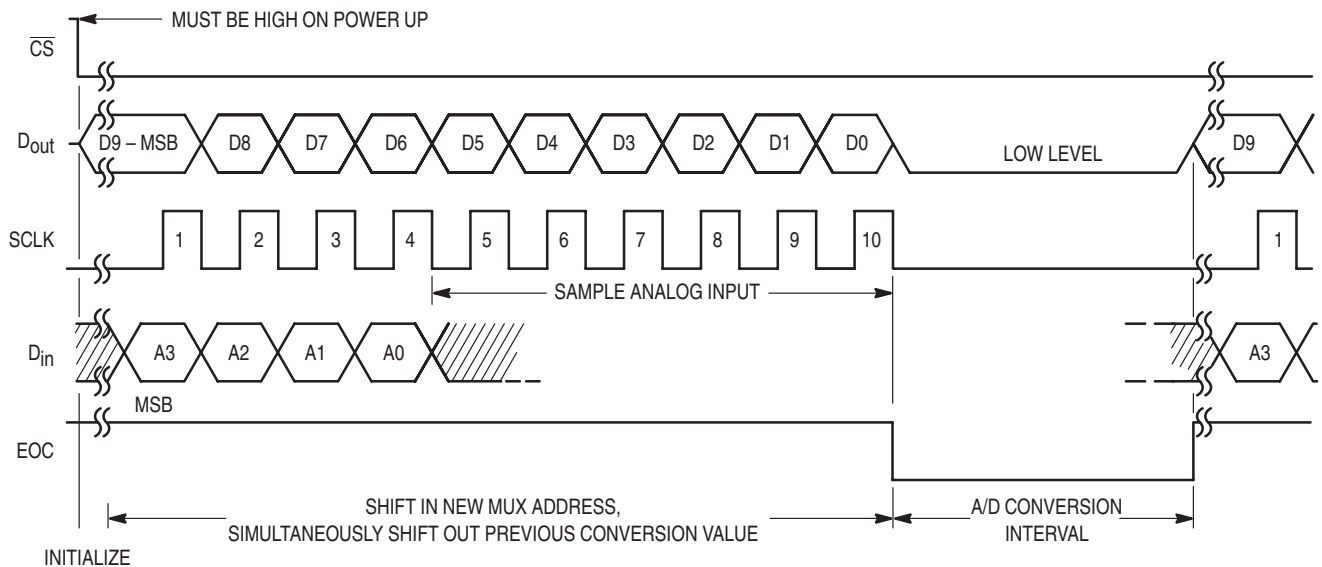 MUST BE HIGH ON POWER UP
CS
Dout
D9 – MSB D8 D7 D6 D5 D4 D3 D2 D1 D0 LOW LEVEL D9
SCLK
1 2 3 4 5 6 7 8 9 10 1
SAMPLE ANALOG INPUT
Din
A3 A2 A1 A0 A3
MSB
EOC
SHIFT IN NEW MUX ADDRESS,
SIMULTANEOUSLY SHIFT OUT PREVIOUS CONVERSION VALUE
A/D CONVERSION
INTERVAL
INITIALIZE